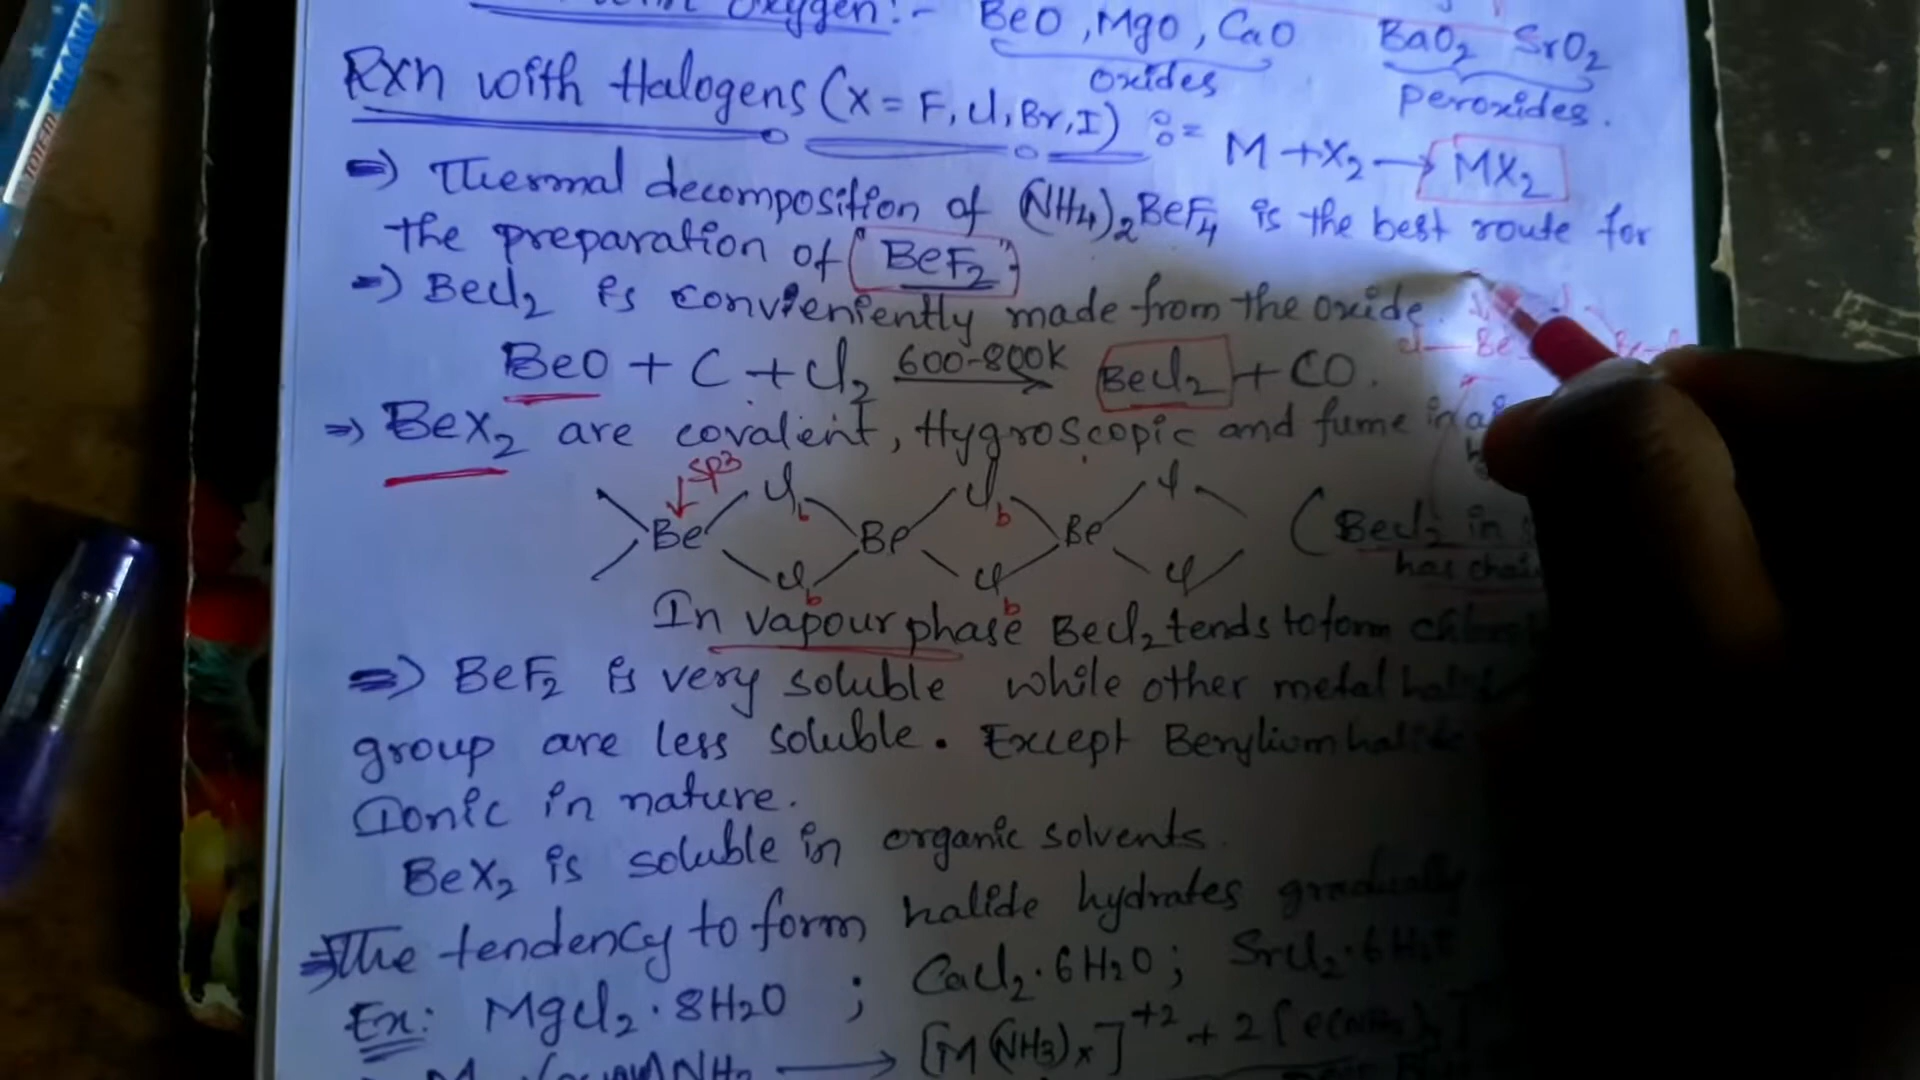 Oxygen:- BeO, MgO, CaO BaO2 SrO2
oxides peroxides.
Rxn with Halogens (X = F, Cl, Br, I) :- M + X2 → MX2
⇒ Thermal decomposition of (NH4)2BeF4 is the best route for
the preparation of "BeF2".
⇒ BeCl2 is convieniently made from the oxide.
BeO + C + Cl2 600-800K → BeCl2 + CO.
⇒ BeX2 are covalent, Hygroscopic and fume in
sp3
Cl b Cl b Cl
Be Be Be (BeCl2 in
Cl b Cl b Cl has
In vapour phase BeCl2 tends to form
⇒ BeF2 is very soluble while other metal
group are less soluble. Except Berylium
ionic in nature.
BeX2 is soluble in organic solvents.
⇒ The tendency to form halide hydrates gradually
Ex: MgCl2·8H2O ; CaCl2·6H2O ; SrCl2·6H2
→ [M(NH3)x]+2 + 2[e(NH3)y]